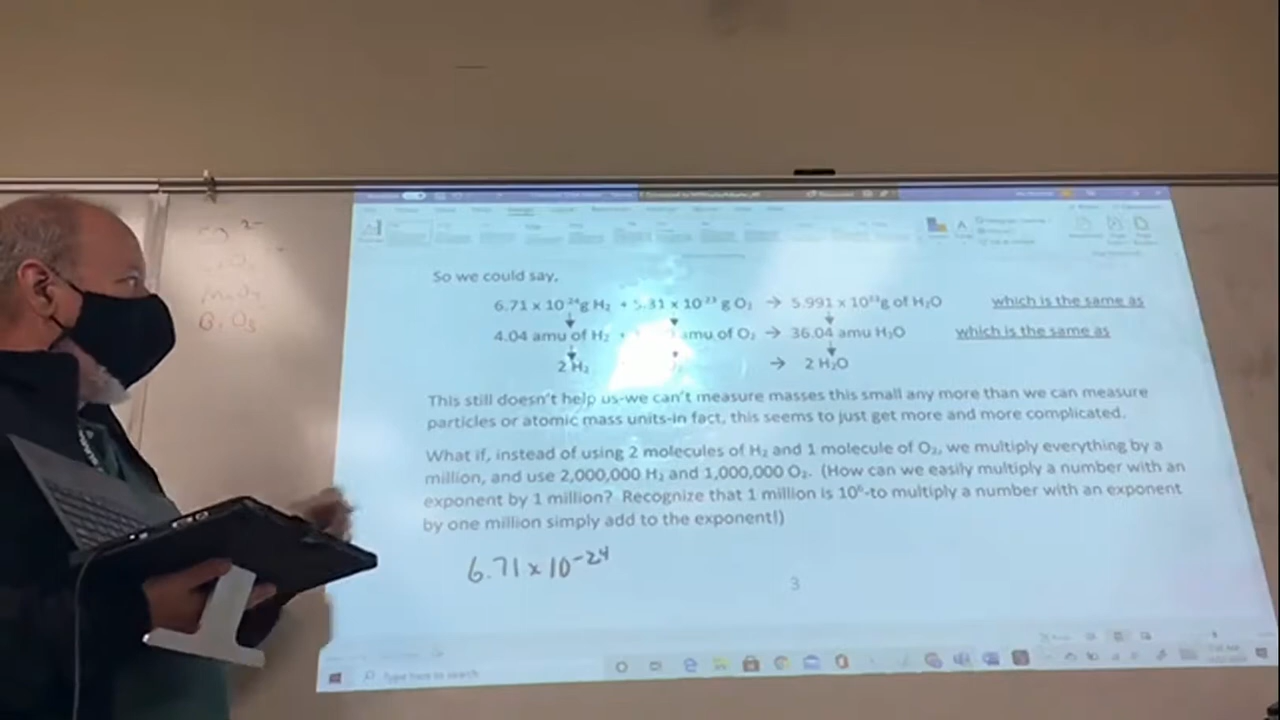 So we could say,
6.71 x 10⁻²⁴g H₂ + 5.31 x 10⁻²³ g O₂ → 5.991 x 10⁻²³g of H₂O which is the same as
4.04 amu of H₂ + amu of O₂ → 36.04 amu H₂O which is the same as
2 H₂ → 2 H₂O
This still doesn't help us-we can't measure masses this small any more than we can measure
particles or atomic mass units-in fact, this seems to just get more and more complicated.
What if, instead of using 2 molecules of H₂ and 1 molecule of O₂, we multiply everything by a
million, and use 2,000,000 H₂ and 1,000,000 O₂. (How can we easily multiply a number with an
exponent by 1 million? Recognize that 1 million is 10⁶-to multiply a number with an exponent
by one million simply add to the exponent!)
6.71 x 10⁻²⁴
3
Type here to search